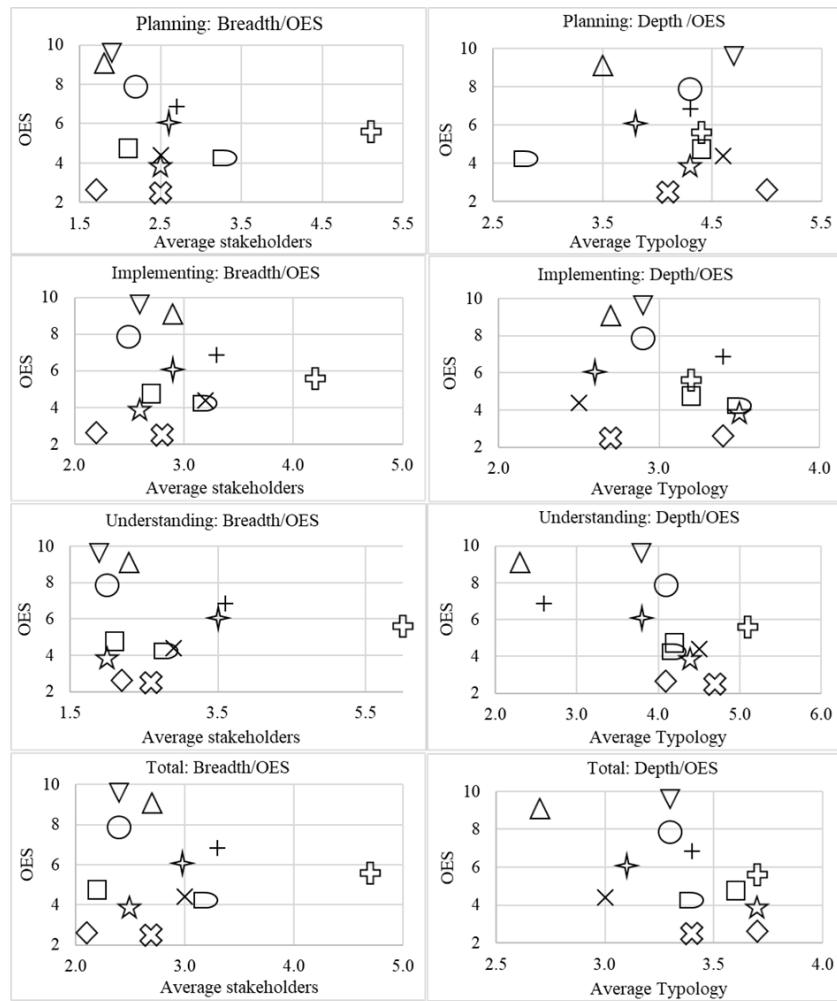 Planning: Breadth/OES
10
8
6
4
2
OES
1.5 2.5 3.5 4.5 5.5
Average stakeholders
Planning: Depth /OES
10
8
6
4
2
OES
2.5 3.5 4.5 5.5
Average Typology
Implementing: Breadth/OES
10
8
6
4
2
OES
2.0 3.0 4.0 5.0
Average stakeholders
Implementing: Depth/OES
10
8
6
4
2
OES
2.0 3.0 4.0
Average Typology
Understanding: Breadth/OES
10
8
6
4
2
OES
1.5 3.5 5.5
Average stakeholders
Understanding: Depth/OES
10
8
6
4
2
OES
2.0 3.0 4.0 5.0 6.0
Average Typology
Total: Breadth/OES
10
8
6
4
2
OES
2.0 3.0 4.0 5.0
Average stakeholders
Total: Depth/OES
10
8
6
4
2
OES
2.5 3.0 3.5 4.0
Average Typology